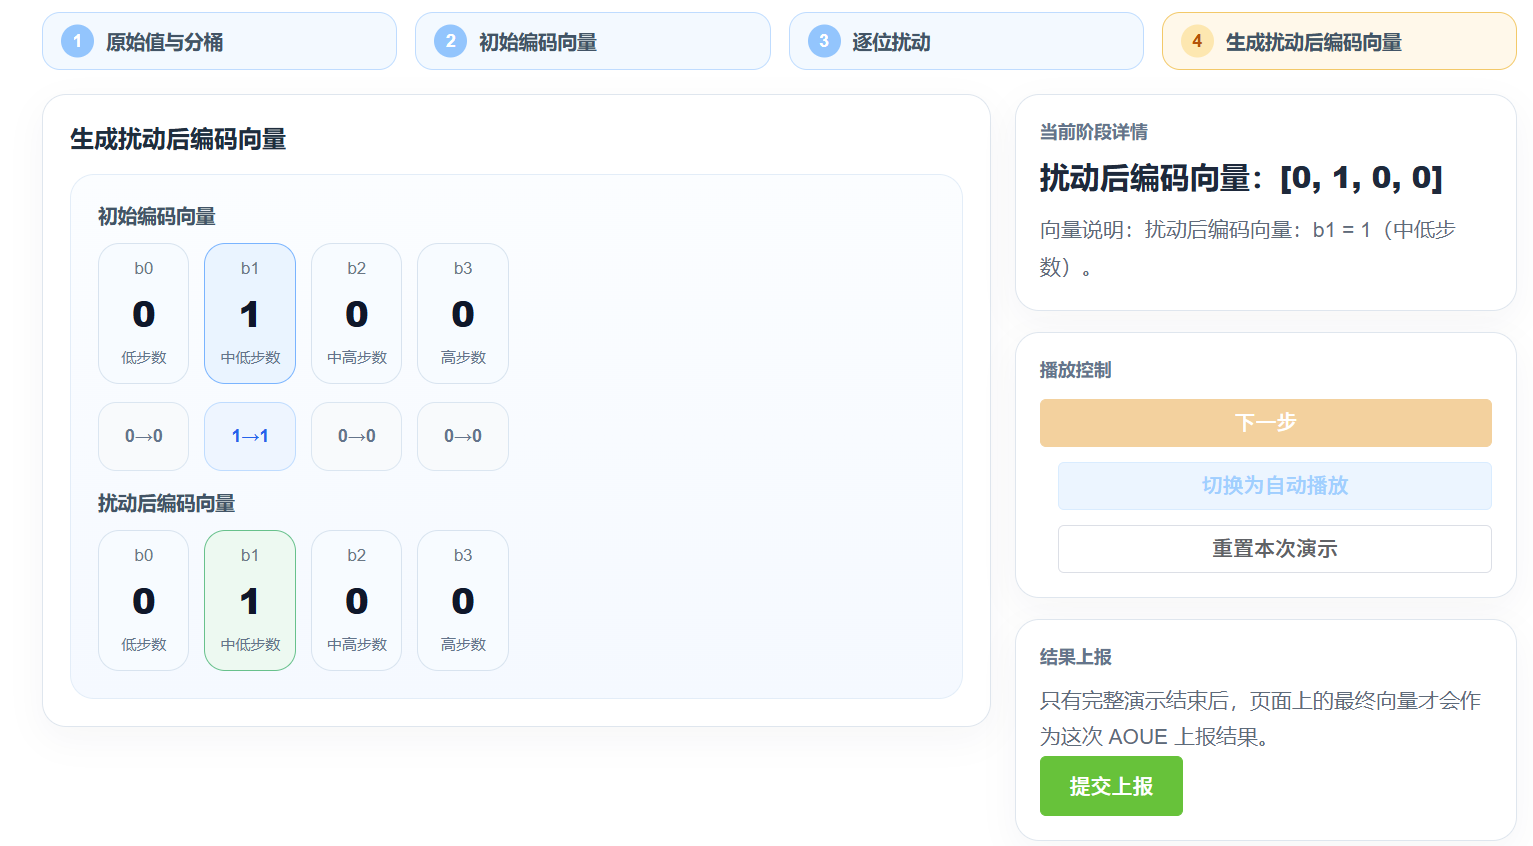 1 原始值与分桶
2 初始编码向量
3 逐位扰动
4 生成扰动后编码向量
生成扰动后编码向量
初始编码向量
b0 b1 b2 b3
0 1 0 0
低步数 中低步数 中高步数 高步数
0→0 1→1 0→0 0→0
扰动后编码向量
b0 b1 b2 b3
0 1 0 0
低步数 中低步数 中高步数 高步数
当前阶段详情
扰动后编码向量：[0, 1, 0, 0]
向量说明：扰动后编码向量：b1 = 1（中低步
数）。
播放控制
下一步
切换为自动播放
重置本次演示
结果上报
只有完整演示结束后，页面上的最终向量才会作
为这次 AOUE 上报结果。
提交上报